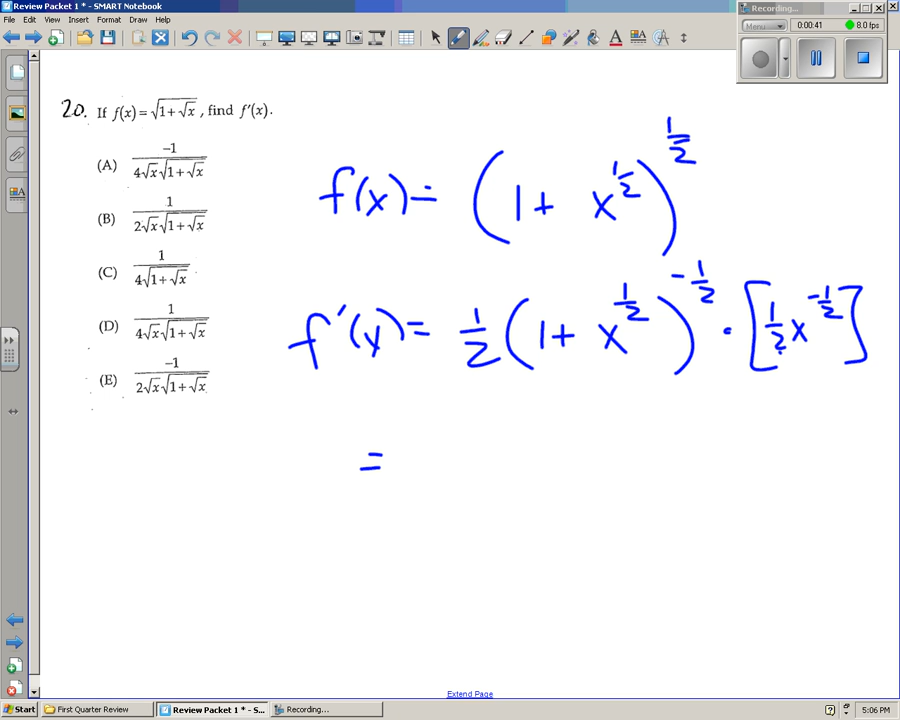 Review Packet 1 * - SMART Notebook
Recording...
File Edit View Insert Format Draw Help
Menu
0:00:41
8.0 fps
20. If f(x) = √(1+√x), find f'(x).
(A) -1/(4√x√(1+√x))
(B) 1/(2√x√(1+√x))
(C) 1/(4√(1+√x))
(D) 1/(4√x√(1+√x))
(E) -1/(2√x√(1+√x))
f(x) = (1 + x^(1/2))^(1/2)
f'(x) = 1/2 (1 + x^(1/2))^(-1/2) · [1/2 x^(-1/2)]
=
Extend Page
Start
First Quarter Review
Review Packet 1 * - S...
Recording...
5:06 PM